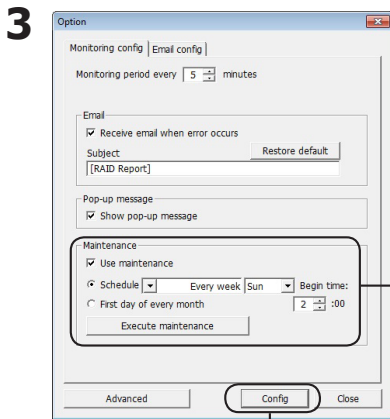 3
Option
Monitoring config Email config
Monitoring period every 5 minutes
Email
Receive email when error occurs
Subject Restore default
[RAID Report]
Pop-up message
Show pop-up message
Maintenance
Use maintenance
Schedule Every week Sun Begin time:
First day of every month 2 :00
Execute maintenance
Advanced Config Close